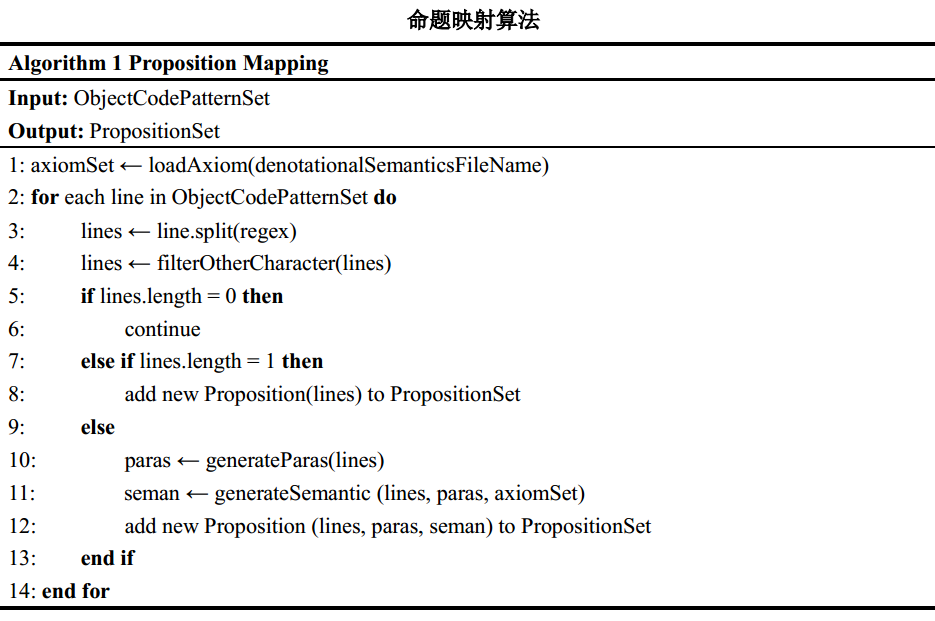 命题映射算法
Algorithm 1 Proposition Mapping
Input: ObjectCodePatternSet
Output: PropositionSet
1: axiomSet ← loadAxiom(denotationalSemanticsFileName)
2: for each line in ObjectCodePatternSet do
3: lines ← line.split(regex)
4: lines ← filterOtherCharacter(lines)
5: if lines.length = 0 then
6: continue
7: else if lines.length = 1 then
8: add new Proposition(lines) to PropositionSet
9: else
10: paras ← generateParas(lines)
11: seman ← generateSemantic (lines, paras, axiomSet)
12: add new Proposition (lines, paras, seman) to PropositionSet
13: end if
14: end for